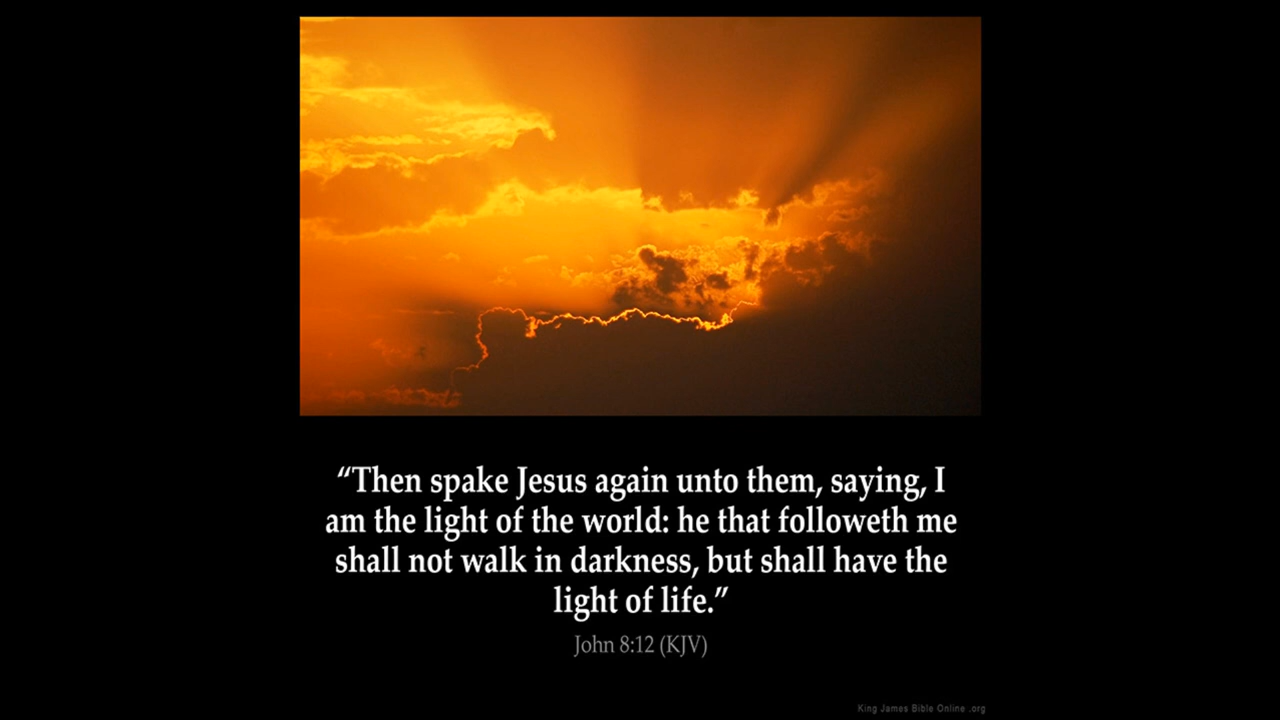 “Then spake Jesus again unto them, saying, I
am the light of the world: he that followeth me
shall not walk in darkness, but shall have the
light of life.”
John 8:12 (KJV)
King James Bible Online .org